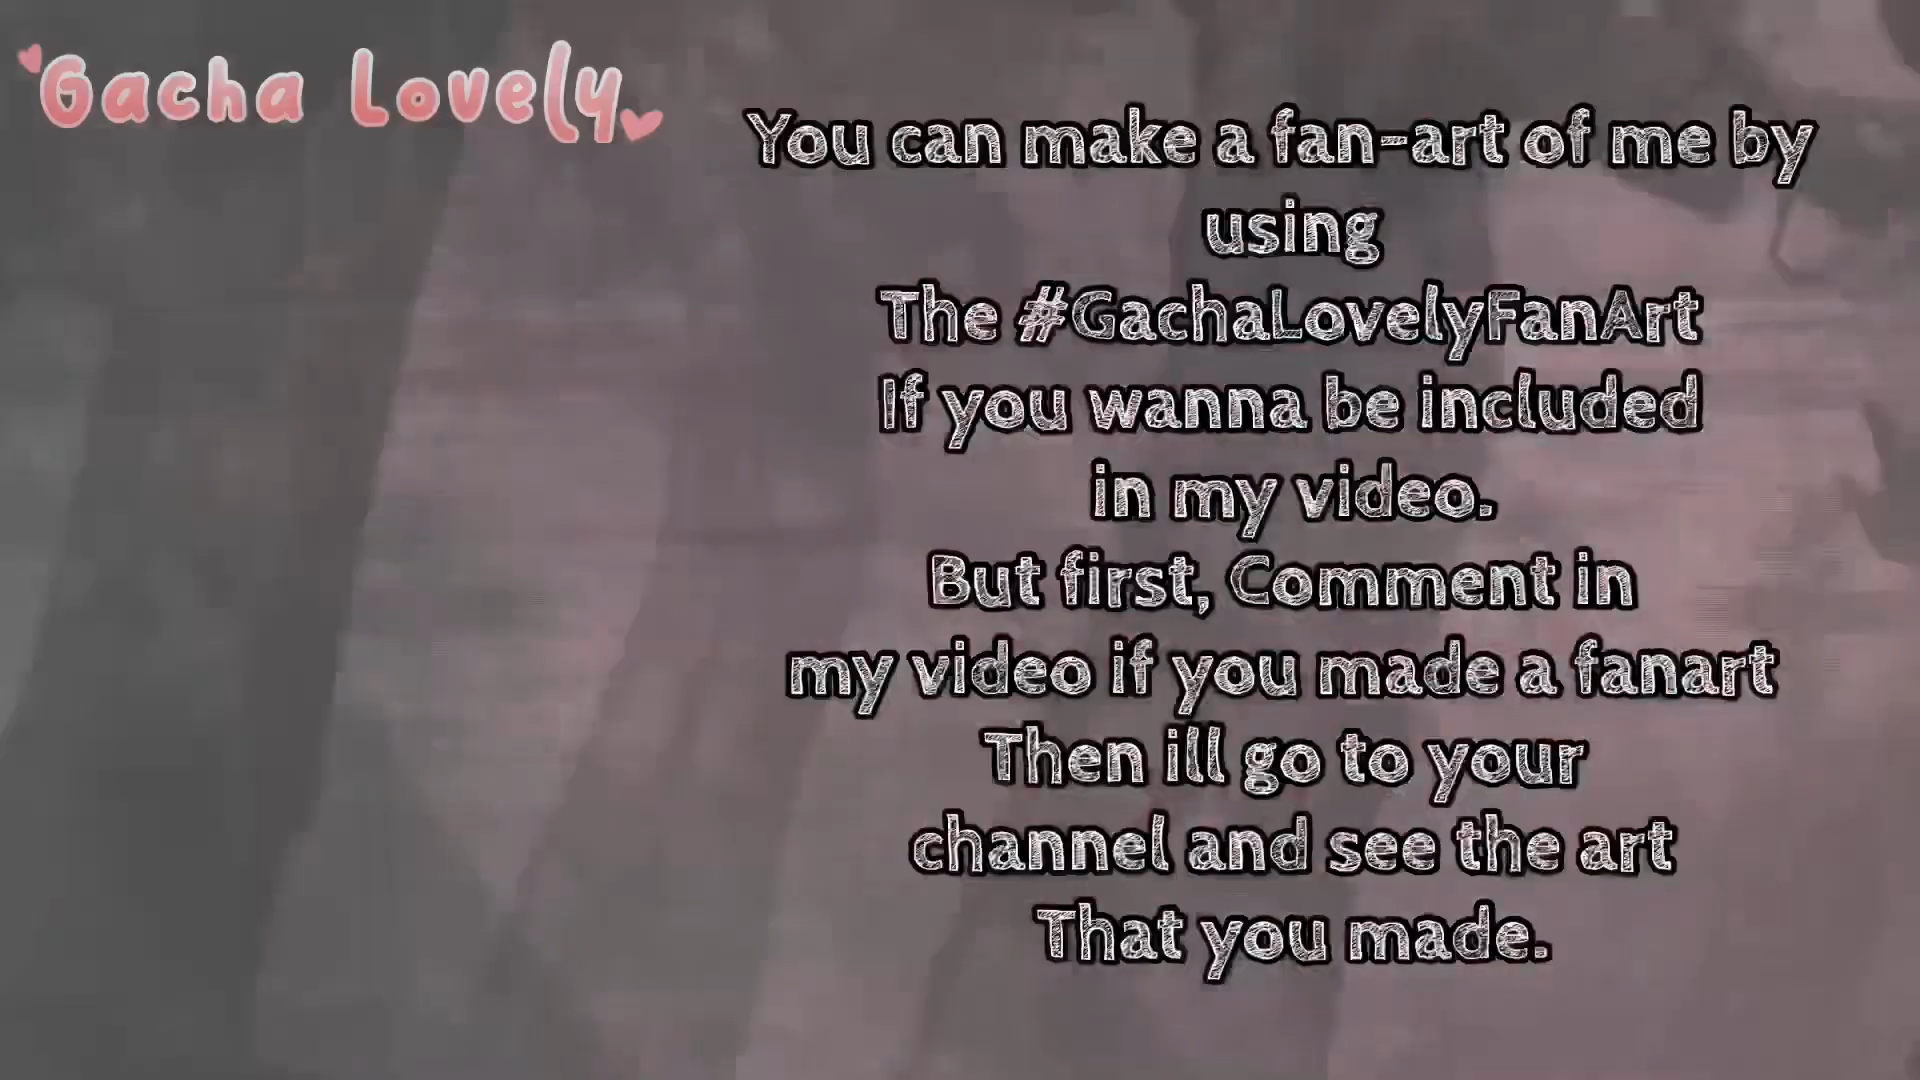 Gacha Lovely
You can make a fan-art of me by
using
The #GachaLovelyFanArt
If you wanna be included
in my video.
But first, Comment in
my video if you made a fanart
Then ill go to your
channel and see the art
That you made.